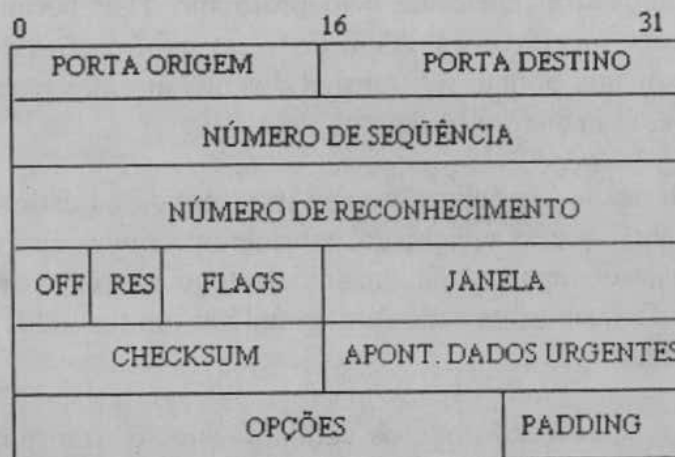 0 16 31
PORTA ORIGEM PORTA DESTINO
NÚMERO DE SEQÜÊNCIA
NÚMERO DE RECONHECIMENTO
OFF RES FLAGS JANELA
CHECKSUM APONT. DADOS URGENTES
OPÇÕES PADDING